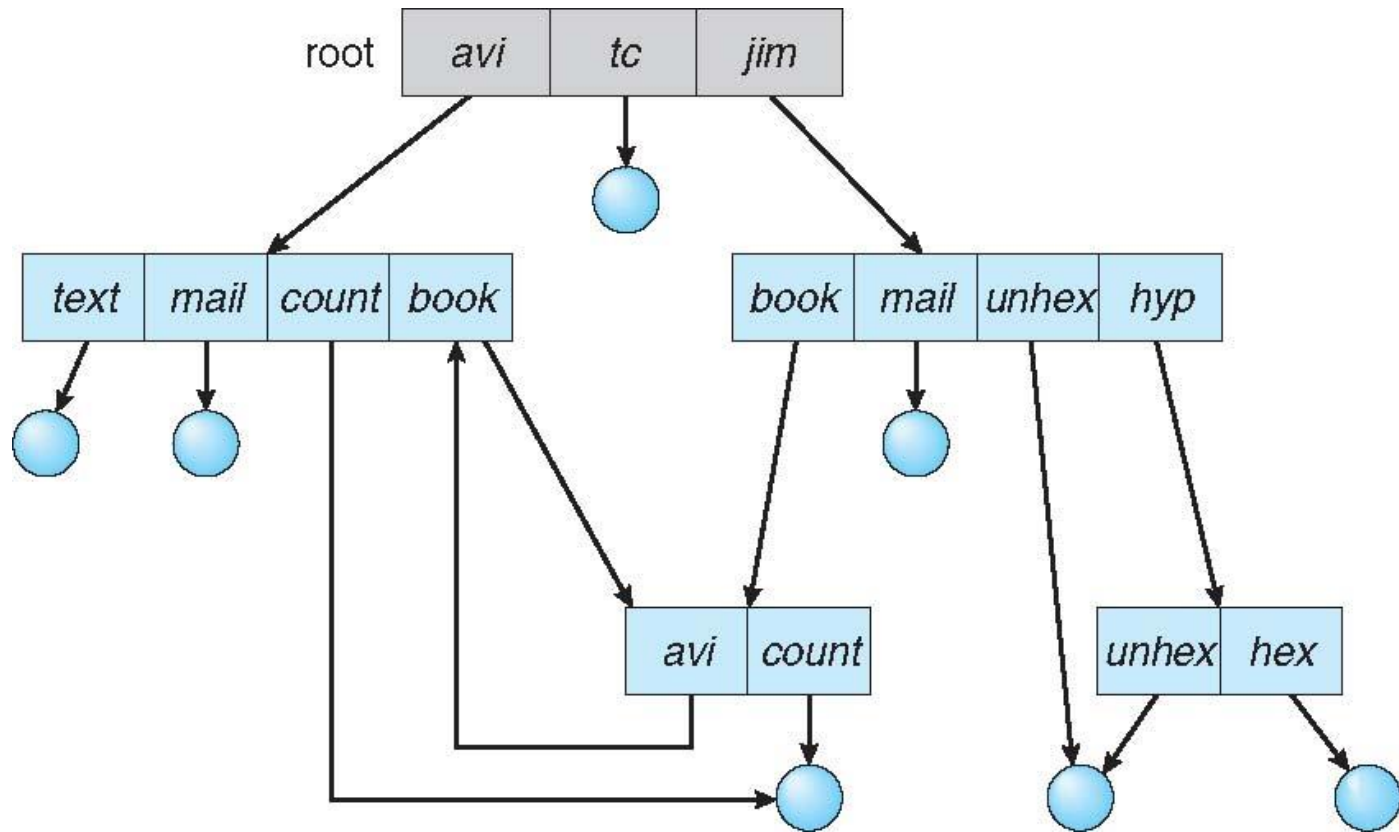 root avi tc jim
text mail count book
book mail unhex hyp
avi count
unhex hex